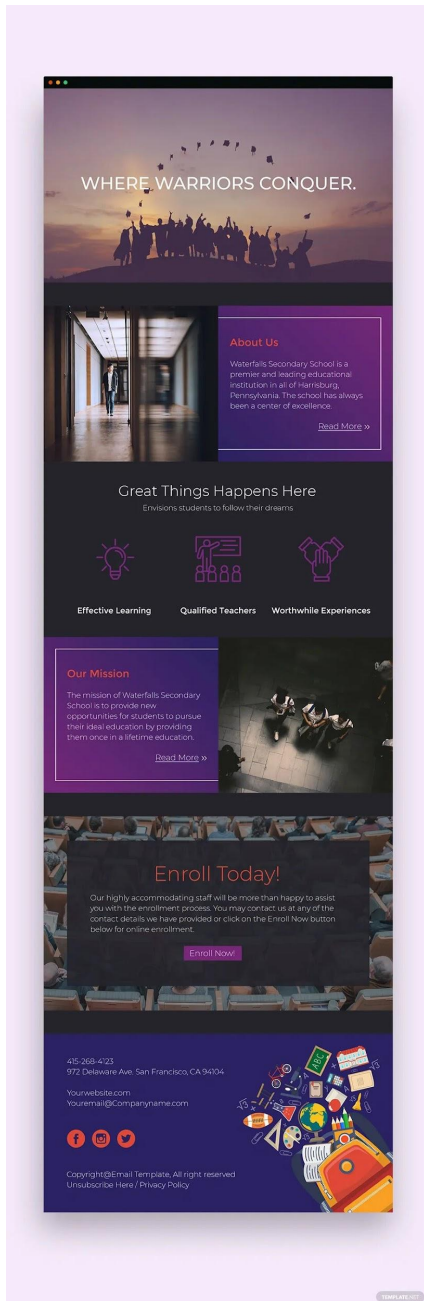 WHERE WARRIORS CONQUER.
About Us
Waterfalls Secondary School is a
premier and leading educational
institution in all of Harrisburg,
Pennsylvania. The school has always
been a center of excellence.
Read More »
Great Things Happens Here
Envisions students to follow their dreams
Effective Learning
Qualified Teachers
Worthwhile Experiences
Our Mission
The mission of Waterfalls Secondary
School is to provide new
opportunities for students to pursue
their ideal education by providing
them once in a lifetime education.
Read More »
Enroll Today!
Our highly accommodating staff will be more than happy to assist
you with the enrollment process. You may contact us at any of the
contact details we have provided or click on the Enroll Now button
below for online enrollment.
Enroll Now!
415-268-4123
972 Delaware Ave. San Francisco, CA 94104
Yourwebsite.com
Youremail@Companyname.com
ABC
√3
√3
Copyright@Email Template, All right reserved
Unsubscribe Here / Privacy Policy
TEMPLATE.NET